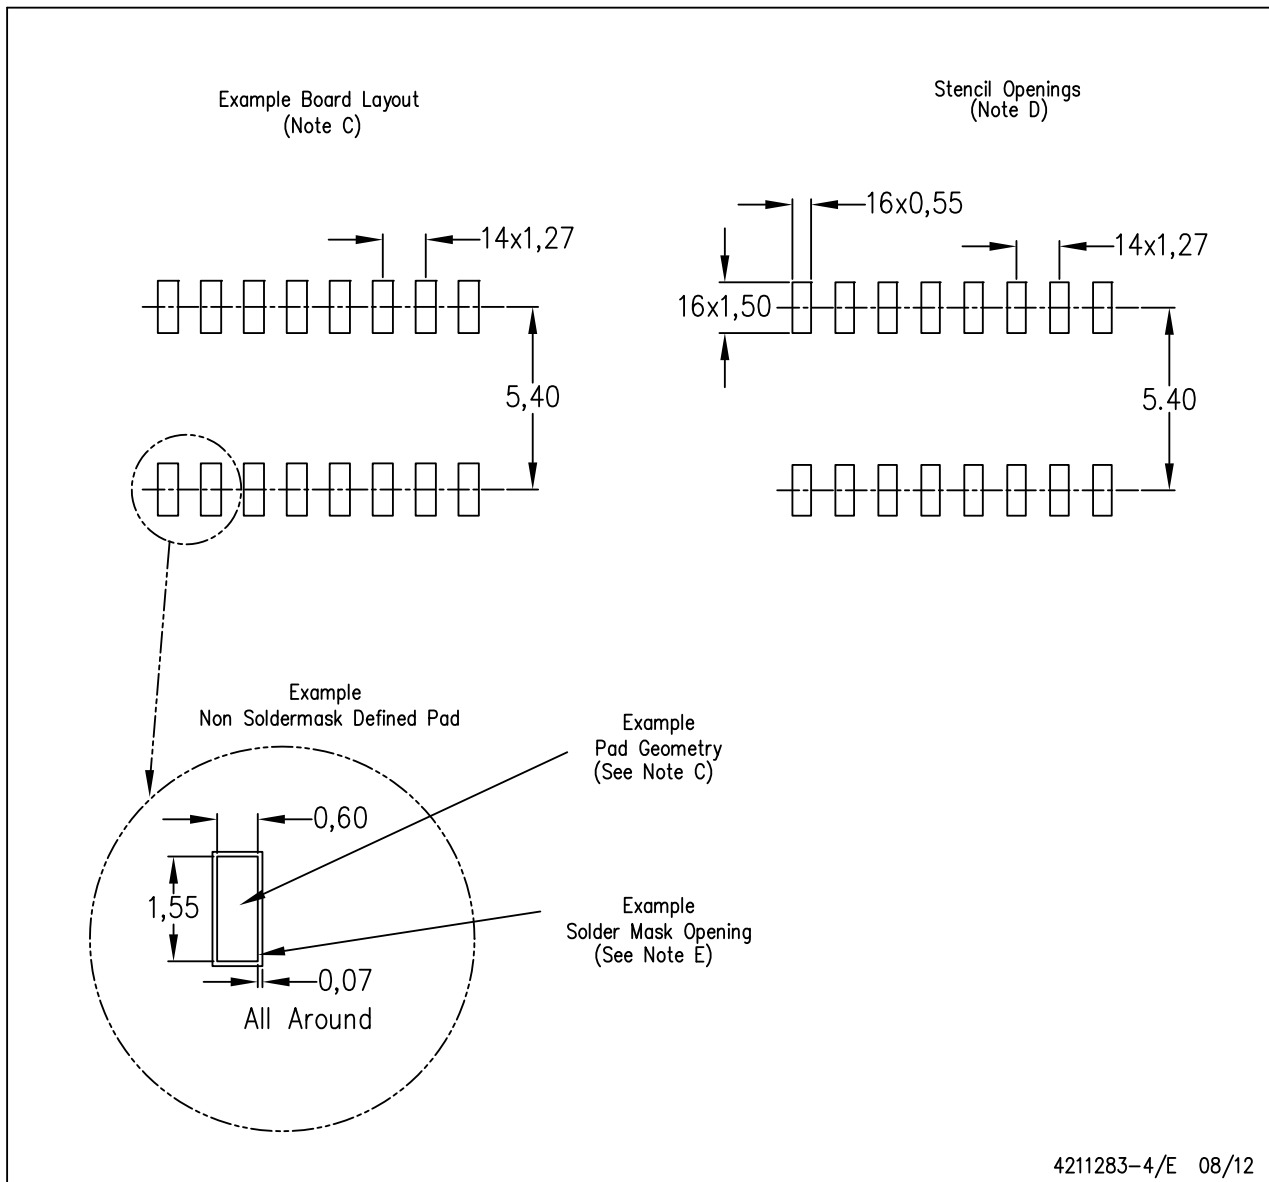 Example Board Layout
(Note C)
Stencil Openings
(Note D)
14x1,27
5,40
16x0,55
14x1,27
16x1,50
5.40
Example
Non Soldermask Defined Pad
Example
Pad Geometry
(See Note C)
0,60
1,55
Example
Solder Mask Opening
(See Note E)
0,07
All Around
4211283-4/E 08/12